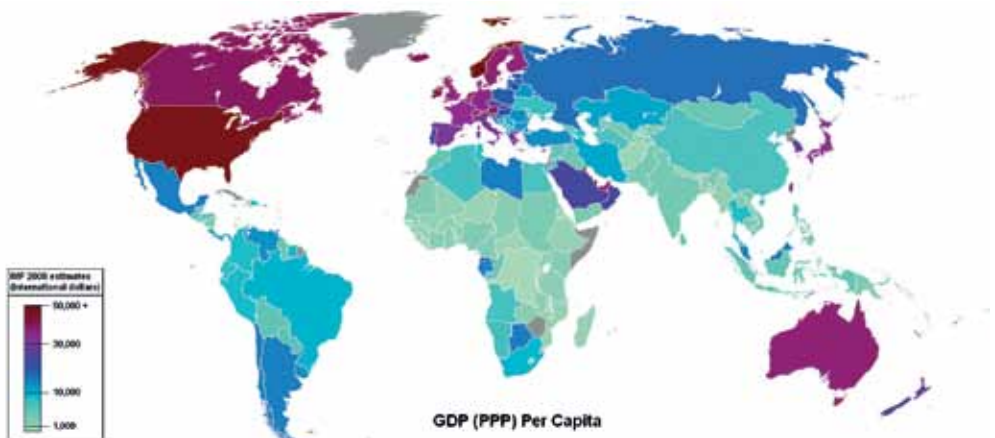 IMF 2008 estimates
(International dollars)
50,000 +
30,000
10,000
1,000
GDP (PPP) Per Capita